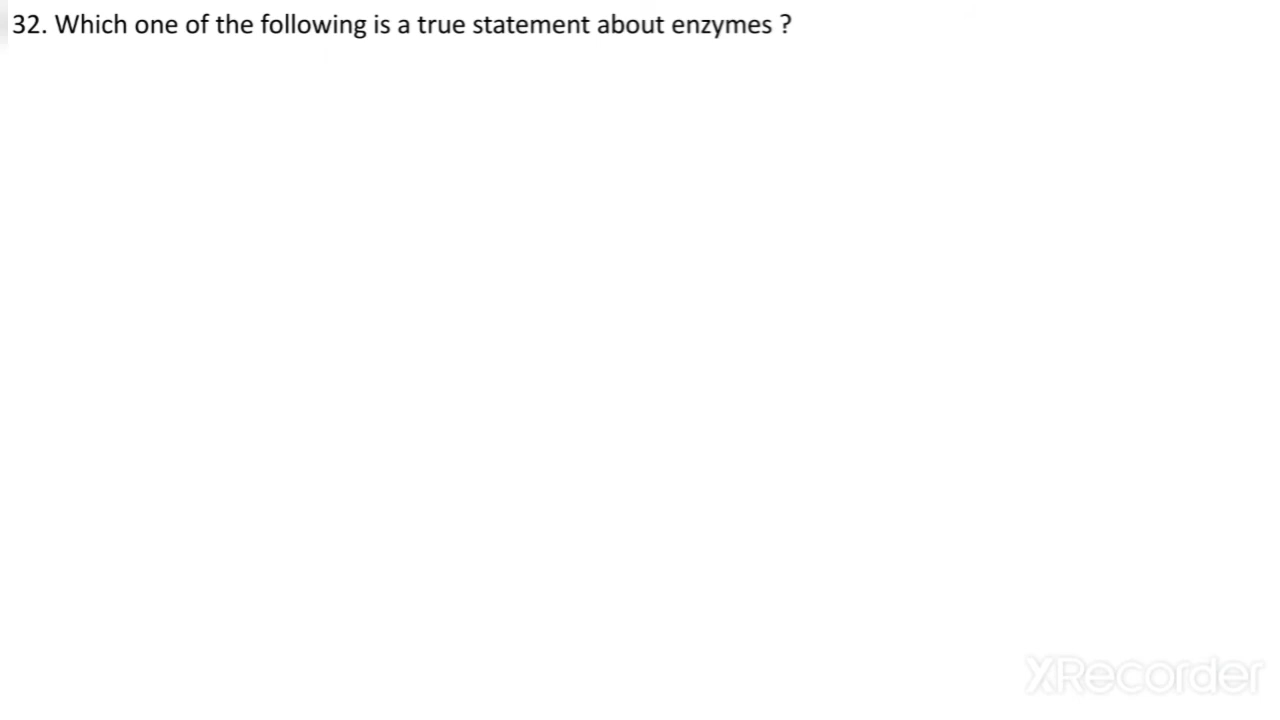 32. Which one of the following is a true statement about enzymes ?
XRecorder